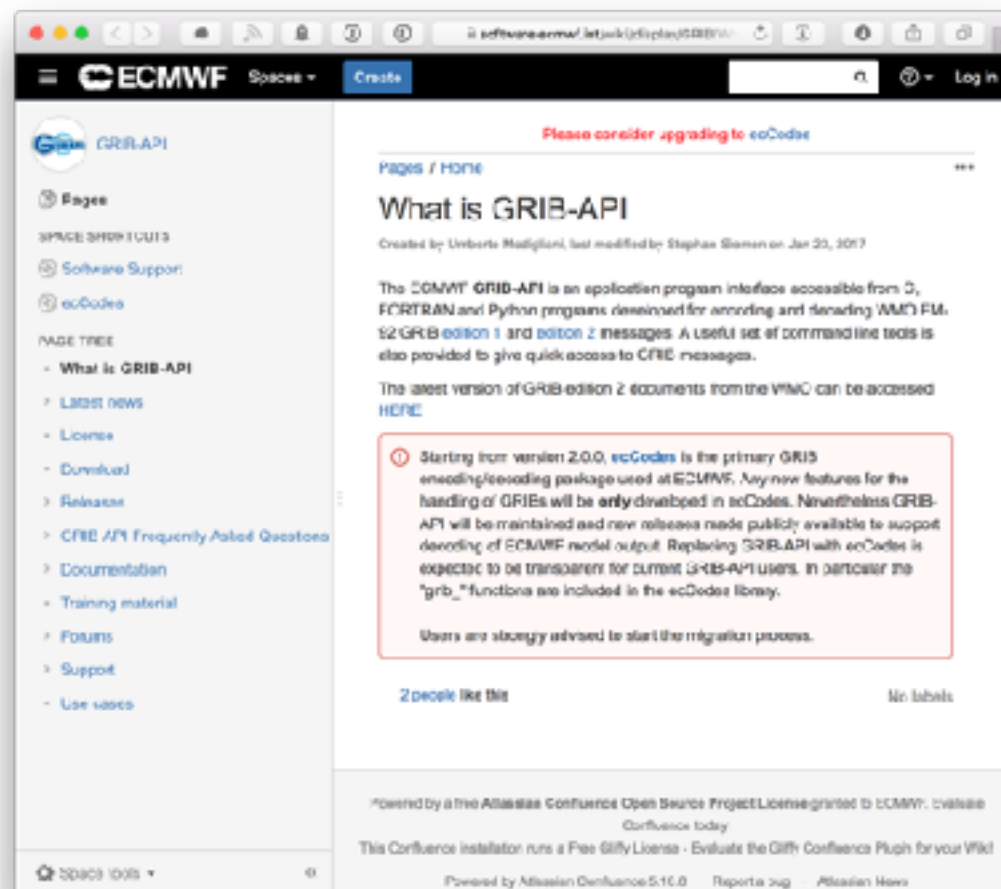 ECMWF Spaces Create Log in
GRIB-API
Pages
SPACE SHORTCUTS
Software Support
ecCodes
PAGE TREE
What is GRIB-API
Latest news
License
Download
Releases
GRIB API Frequently Asked Questions
Documentation
Training material
Forums
Support
Use cases
Space tools
Please consider upgrading to ecCodes
Pages / Home
What is GRIB-API
Created by Umberto Modigliani, last modified by Stephan Siemen on Jan 23, 2017
The ECMWF GRIB-API is an application program interface accessible from C,
FORTRAN and Python programs developed for encoding and decoding WMO FM-
92 GRIB edition 1 and edition 2 messages. A useful set of command line tools is
also provided to give quick access to GRIB messages.
The latest version of GRIB edition 2 documents from the WMO can be accessed
HERE
Starting from version 2.0.0, ecCodes is the primary GRIB
encoding/decoding package used at ECMWF. Any new features for the
handling of GRIBs will be only developed in ecCodes. Nevertheless GRIB-
API will be maintained and new releases made publicly available to support
decoding of ECMWF model output. Replacing GRIB-API with ecCodes is
expected to be transparent for current GRIB-API users. In particular the
"grib_" functions are included in the ecCodes library.
Users are strongly advised to start the migration process.
2 people like this No labels
Powered by a free Atlassian Confluence Open Source Project License granted to ECMWF. Evaluate
Confluence today
This Confluence installation runs a Free Gliffy License - Evaluate the Gliffy Confluence Plugin for your Wiki!
Powered by Atlassian Confluence 5.10.8 Report a bug Atlassian News